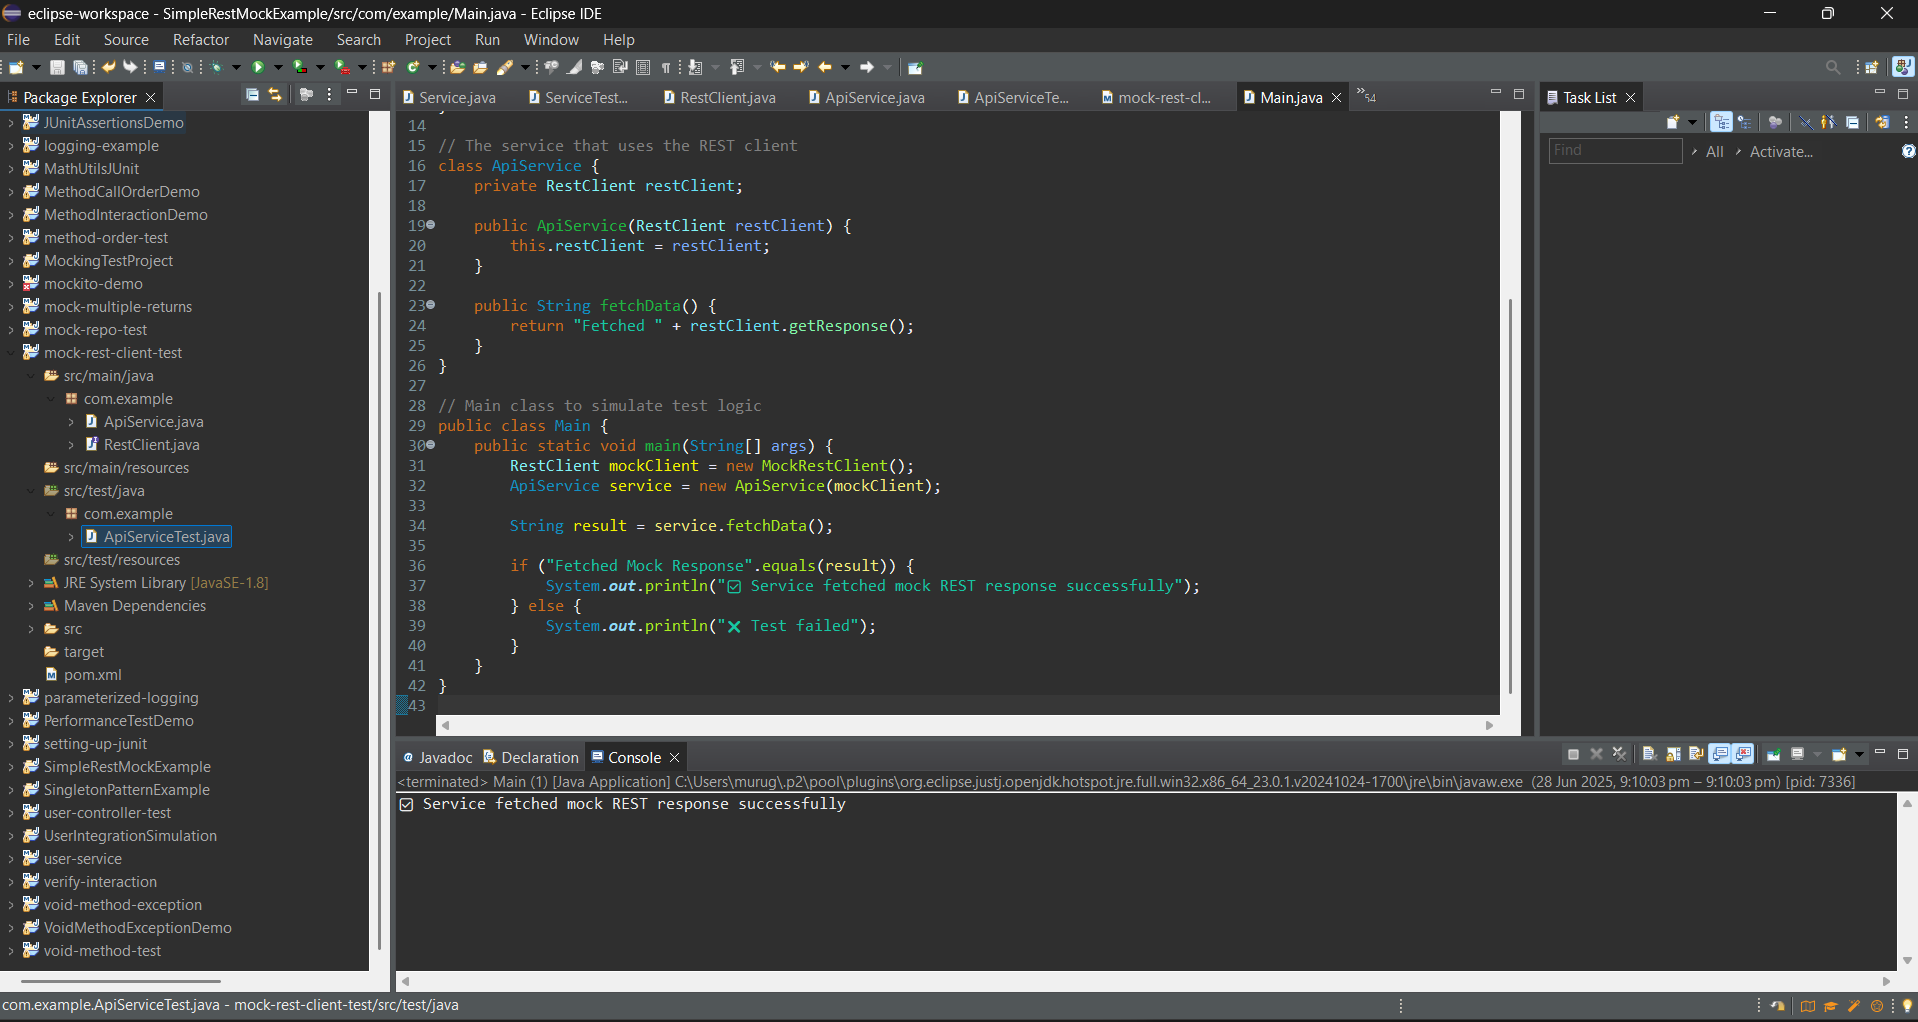 eclipse-workspace - SimpleRestMockExample/src/com/example/Main.java - Eclipse IDE
File Edit Source Refactor Navigate Search Project Run Window Help
Package Explorer
JUnitAssertionsDemo
logging-example
MathUtilsJUnit
MethodCallOrderDemo
MethodInteractionDemo
method-order-test
MockingTestProject
mockito-demo
mock-multiple-returns
mock-repo-test
mock-rest-client-test
src/main/java
com.example
ApiService.java
RestClient.java
src/main/resources
src/test/java
com.example
ApiServiceTest.java
src/test/resources
JRE System Library [JavaSE-1.8]
Maven Dependencies
src
target
pom.xml
parameterized-logging
PerformanceTestDemo
setting-up-junit
SimpleRestMockExample
SingletonPatternExample
user-controller-test
UserIntegrationSimulation
user-service
verify-interaction
void-method-exception
VoidMethodExceptionDemo
void-method-test
Service.java ServiceTest... RestClient.java ApiService.java ApiServiceTe... mock-rest-cl... Main.java »54
14
15 // The service that uses the REST client
16 class ApiService {
17 private RestClient restClient;
18
19 public ApiService(RestClient restClient) {
20 this.restClient = restClient;
21 }
22
23 public String fetchData() {
24 return "Fetched " + restClient.getResponse();
25 }
26 }
27
28 // Main class to simulate test logic
29 public class Main {
30 public static void main(String[] args) {
31 RestClient mockClient = new MockRestClient();
32 ApiService service = new ApiService(mockClient);
33
34 String result = service.fetchData();
35
36 if ("Fetched Mock Response".equals(result)) {
37 System.out.println("☑ Service fetched mock REST response successfully");
38 } else {
39 System.out.println("❌ Test failed");
40 }
41 }
42 }
43
Task List
Find All Activate...
Javadoc Declaration Console
<terminated> Main (1) [Java Application] C:\Users\murug\.p2\pool\plugins\org.eclipse.justj.openjdk.hotspot.jre.full.win32.x86_64_23.0.1.v20241024-1700\jre\bin\javaw.exe (28 Jun 2025, 9:10:03 pm – 9:10:03 pm) [pid: 7336]
☑ Service fetched mock REST response successfully
com.example.ApiServiceTest.java - mock-rest-client-test/src/test/java